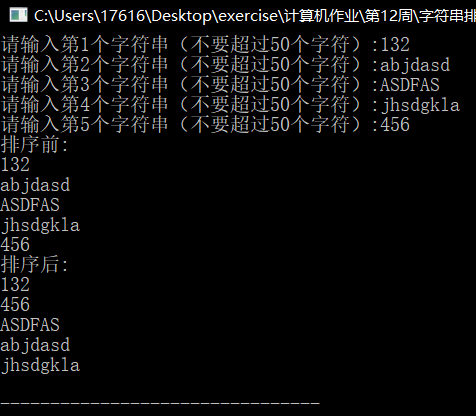 C:\Users\17616\Desktop\exercise\计算机作业\第12周\字符串排
请输入第1个字符串（不要超过50个字符）:132
请输入第2个字符串（不要超过50个字符）:abjdasd
请输入第3个字符串（不要超过50个字符）:ASDFAS
请输入第4个字符串（不要超过50个字符）:jhsdgkla
请输入第5个字符串（不要超过50个字符）:456
排序前:
132
abjdasd
ASDFAS
jhsdgkla
456
排序后:
132
456
ASDFAS
abjdasd
jhsdgkla
--------------------------------